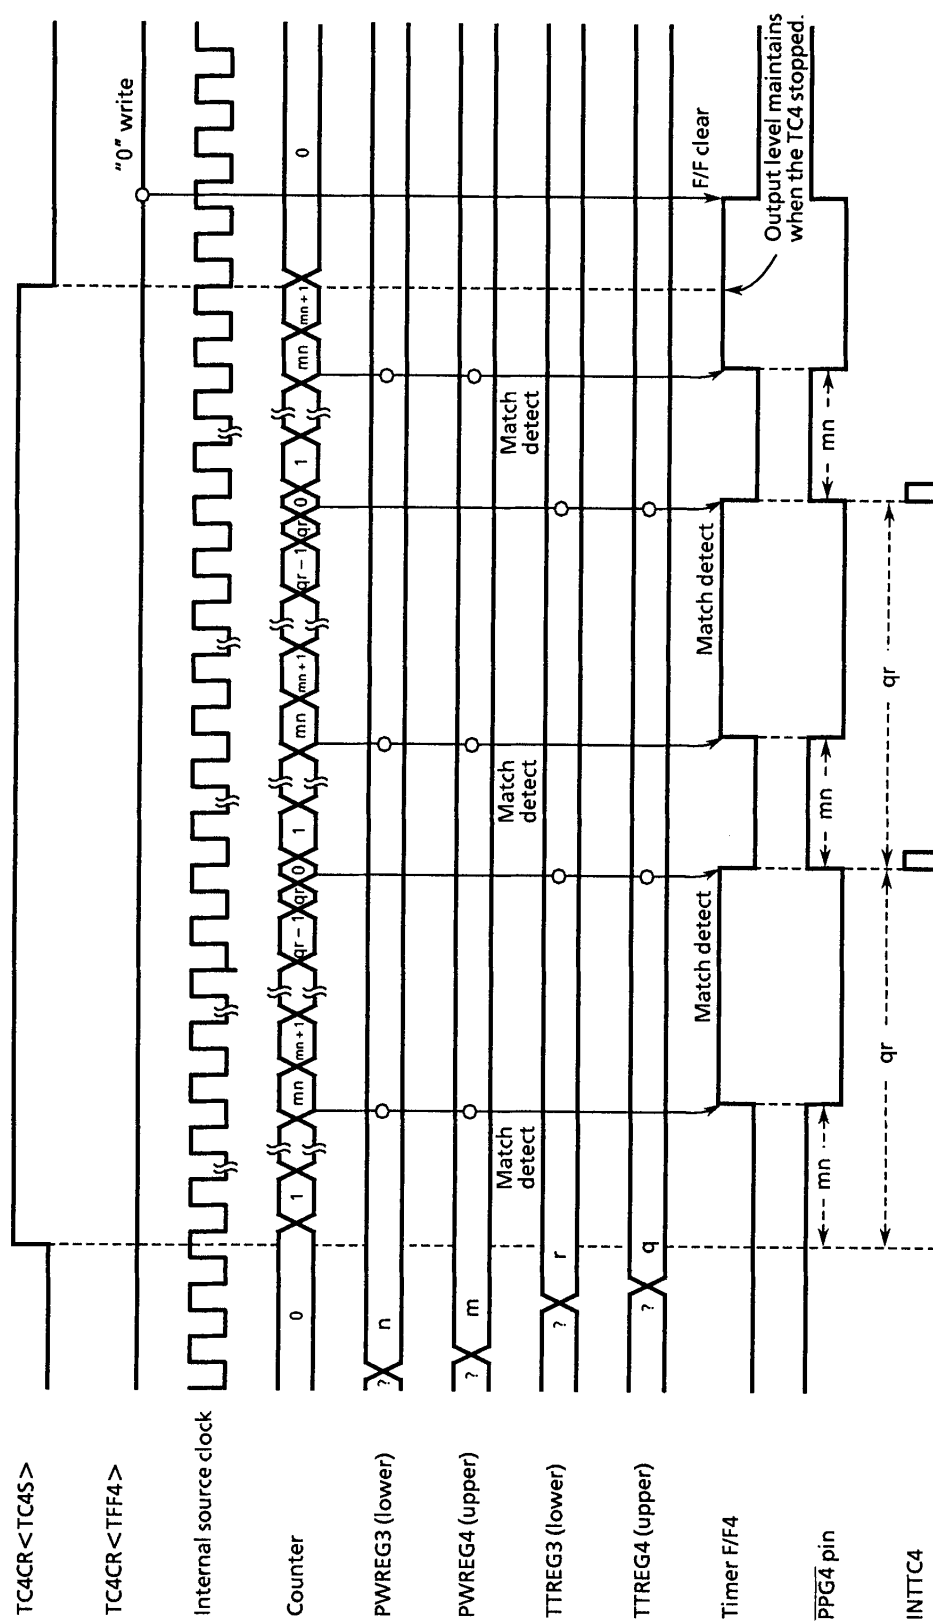 TC4CR<TC4S>
TC4CR<TFF4>
"0" write
Internal source clock
Counter
0
1
mn
mn + 1
qr – 1
qr
0
1
mn
mn + 1
qr – 1
qr
0
1
mn
mn + 1
0
PWREG3 (lower)
?
n
PWREG4 (upper)
?
m
Match
detect
Match
detect
Match
detect
TTREG3 (lower)
?
r
TTREG4 (upper)
?
q
Timer F/F4
Match detect
Match detect
F/F clear
Output level maintains
when the TC4 stopped.
PPG4 pin
mn
mn
mn
qr
qr
INTTC4